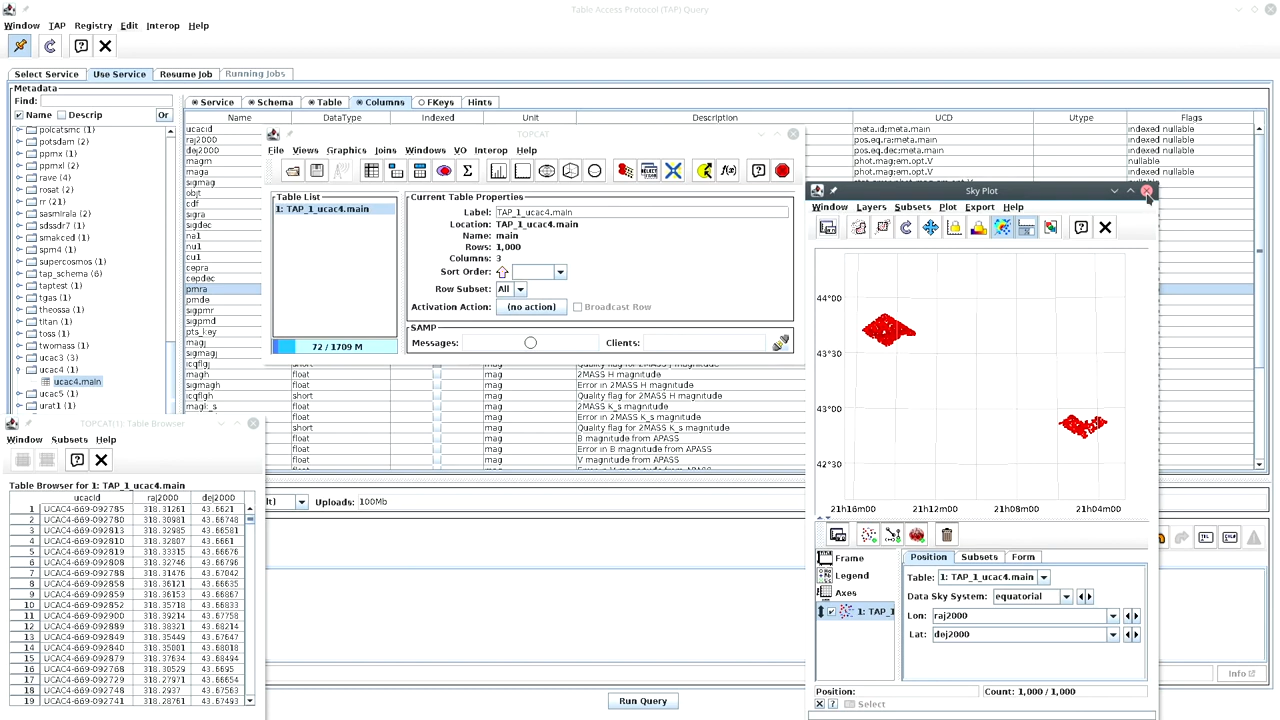 Table Access Protocol (TAP) Query
Window TAP Registry Edit Interop Help
Select Service Use Service Resume Job Running Jobs
Metadata
Find:
Name Descrip Or
polcatsmc (1)
potsdam (2)
ppmx (1)
ppmxl (2)
rave (4)
rosat (2)
rr (21)
sasmirala (2)
sdssdr7 (1)
smakced (1)
spm4 (1)
supercosmos (1)
tap_schema (6)
taptest (1)
tgas (1)
theossa (1)
titan (1)
toss (1)
twomass (1)
ucac3 (3)
ucac4 (1)
ucac4.main
ucac5 (1)
urat1 (1)
Service Schema Table Columns FKeys Hints
Name DataType Indexed Unit Description UCD Utype Flags
ucacid meta.id;meta.main indexed nullable
raj2000 pos.eq.ra;meta.main indexed nullable
dej2000 pos.eq.dec;meta.main indexed nullable
magm phot.mag;em.opt.V nullable
maga phot.mag;em.opt.V indexed nullable
sigmag
objt
cdf
sigra
sigdec
na1
nu1
cu1
cepra
cepdec
pmra
pmde
sigpmr
sigpmd
pts_key
magj
sigmagj
icqflgj short Quality flag for 2MASS J magnitude
magh float mag 2MASS H magnitude
sigmagh float mag Error in 2MASS H magnitude
icqflgh short mag Quality flag for 2MASS H magnitude
float mag 2MASS K_s magnitude
float mag Error in 2MASS K_s magnitude
short mag Quality flag for 2MASS K_s magnitude
float mag B magnitude from APASS
float mag Error in B magnitude from APASS
float mag V magnitude from APASS
TOPCAT
File Views Graphics Joins Windows VO Interop Help
Table List
1: TAP_1_ucac4.main
72 / 1709 M
Current Table Properties
Label: TAP_1_ucac4.main
Location: TAP_1_ucac4.main
Name: main
Rows: 1,000
Columns: 3
Sort Order:
Row Subset: All
Activation Action: (no action) Broadcast Row
SAMP
Messages: Clients:
Sky Plot
Window Layers Subsets Plot Export Help
44°00
43°30
43°00
42°30
21h16m00 21h12m00 21h08m00 21h04m00
Frame
Legend
Axes
1: TAP_1
Position Subsets Form
Table: 1: TAP_1_ucac4.main
Data Sky System: equatorial
Lon: raj2000
Lat: dej2000
Position: Count: 1,000 / 1,000
Select
TOPCAT(1): Table Browser
Window Subsets Help
Table Browser for 1: TAP_1_ucac4.main
ucacid raj2000 dej2000
1 UCAC4-669-092785 318.31261 43.6621
2 UCAC4-669-092780 318.30981 43.66748
3 UCAC4-669-092813 318.32985 43.66581
4 UCAC4-669-092810 318.32807 43.6661
5 UCAC4-669-092819 318.33315 43.66676
6 UCAC4-669-092808 318.32746 43.66796
7 UCAC4-669-092788 318.31476 43.67042
8 UCAC4-669-092858 318.36121 43.66635
9 UCAC4-669-092859 318.36153 43.66867
10 UCAC4-669-092852 318.35718 43.66833
11 UCAC4-669-092900 318.39214 43.67758
12 UCAC4-669-092889 318.38321 43.68214
13 UCAC4-669-092848 318.35449 43.67647
14 UCAC4-669-092840 318.35001 43.68018
15 UCAC4-669-092879 318.37634 43.68494
16 UCAC4-669-092768 318.30529 43.6695
17 UCAC4-669-092729 318.27971 43.66654
18 UCAC4-669-092748 318.2937 43.67563
19 UCAC4-669-092741 318.28761 43.67493
Uploads: 100Mb
Run Query
Info